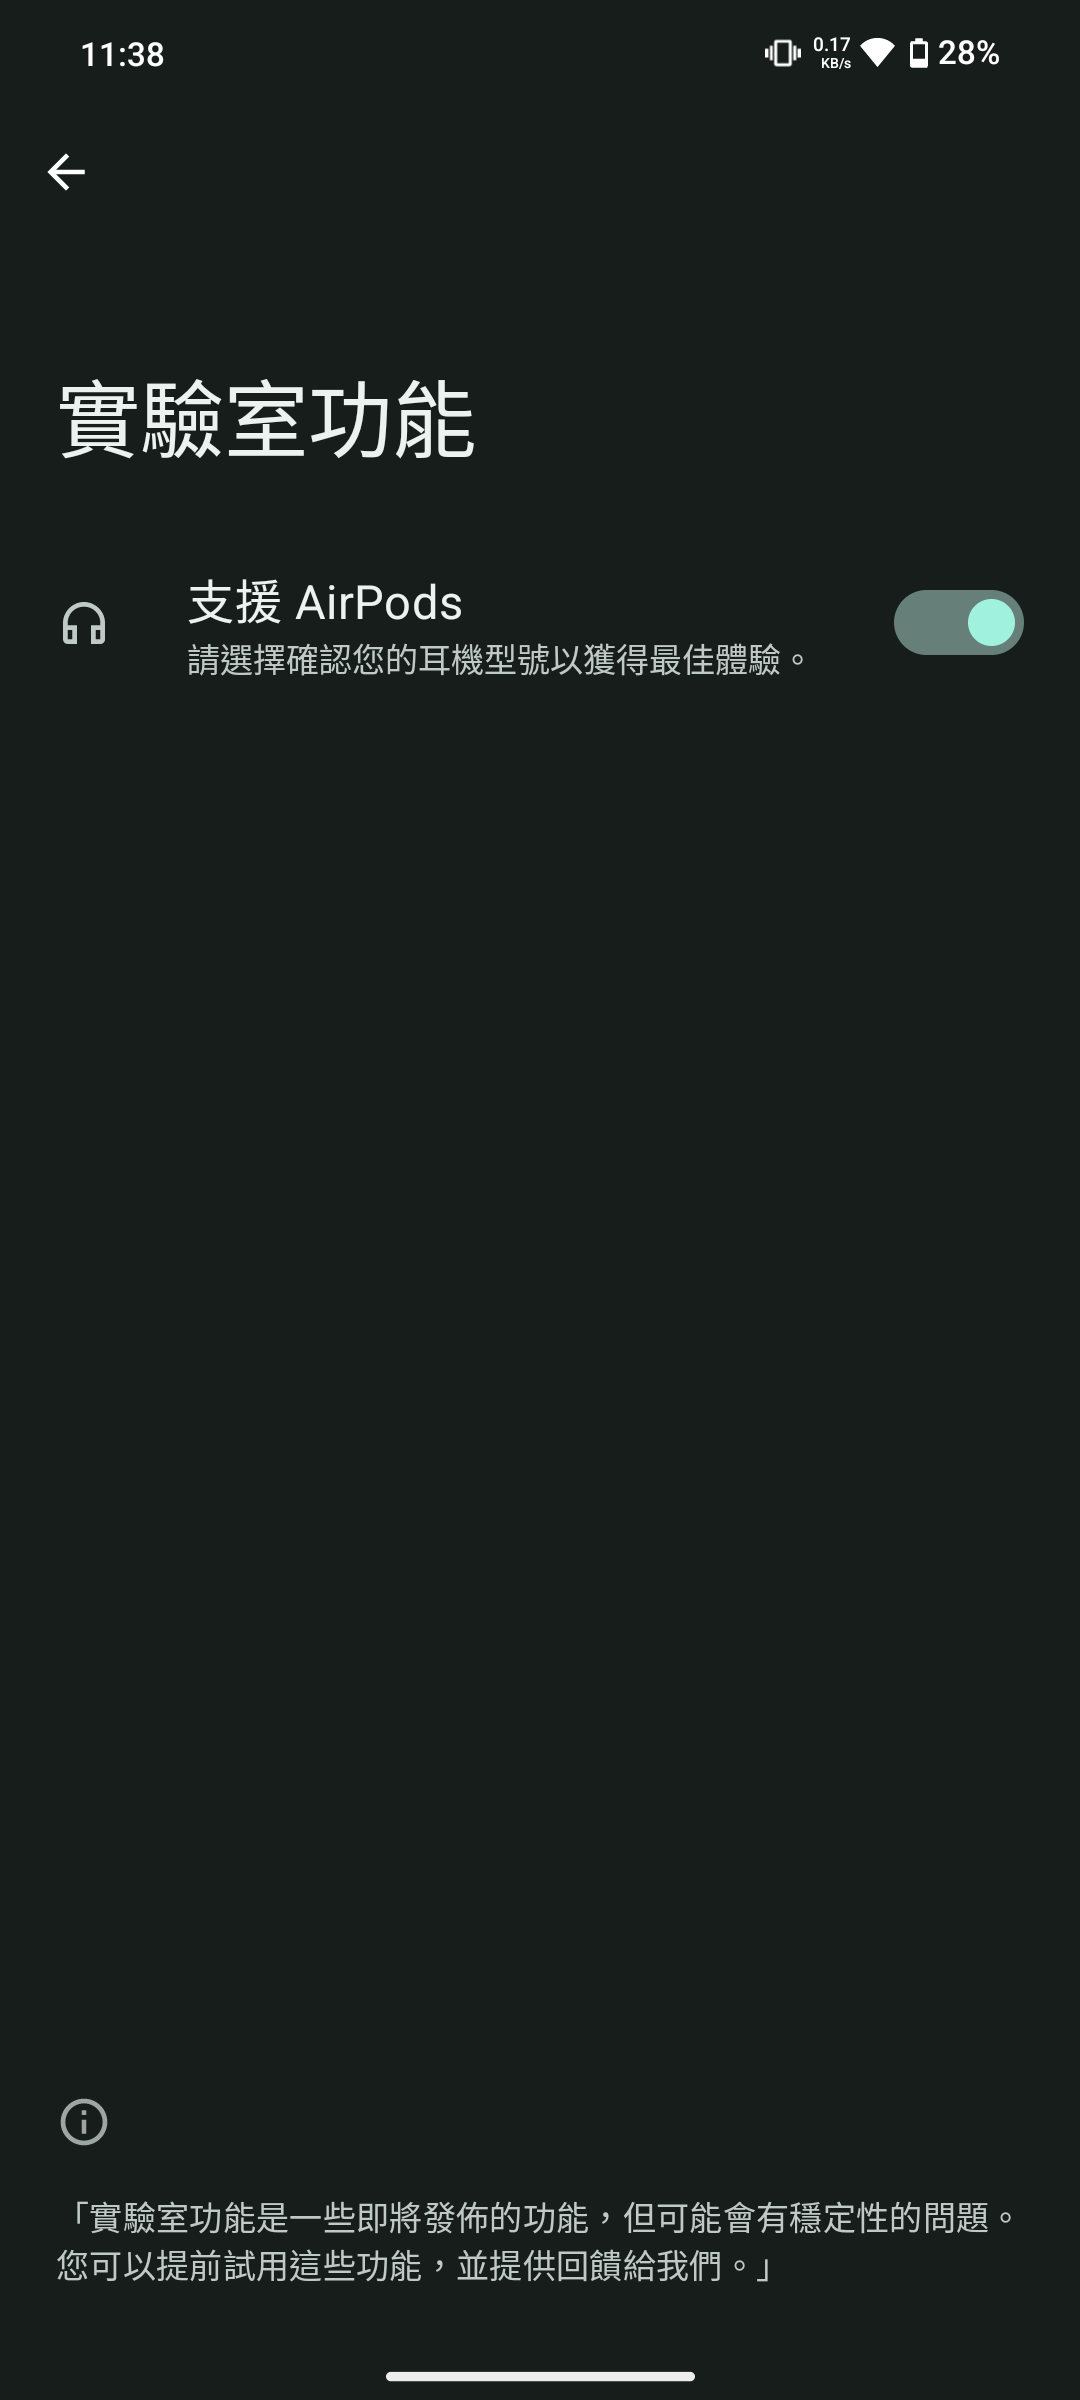 11:38
0.17
KB/s
28%
實驗室功能
支援 AirPods
請選擇確認您的耳機型號以獲得最佳體驗。
「實驗室功能是一些即將發佈的功能，但可能會有穩定性的問題。
您可以提前試用這些功能，並提供回饋給我們。」